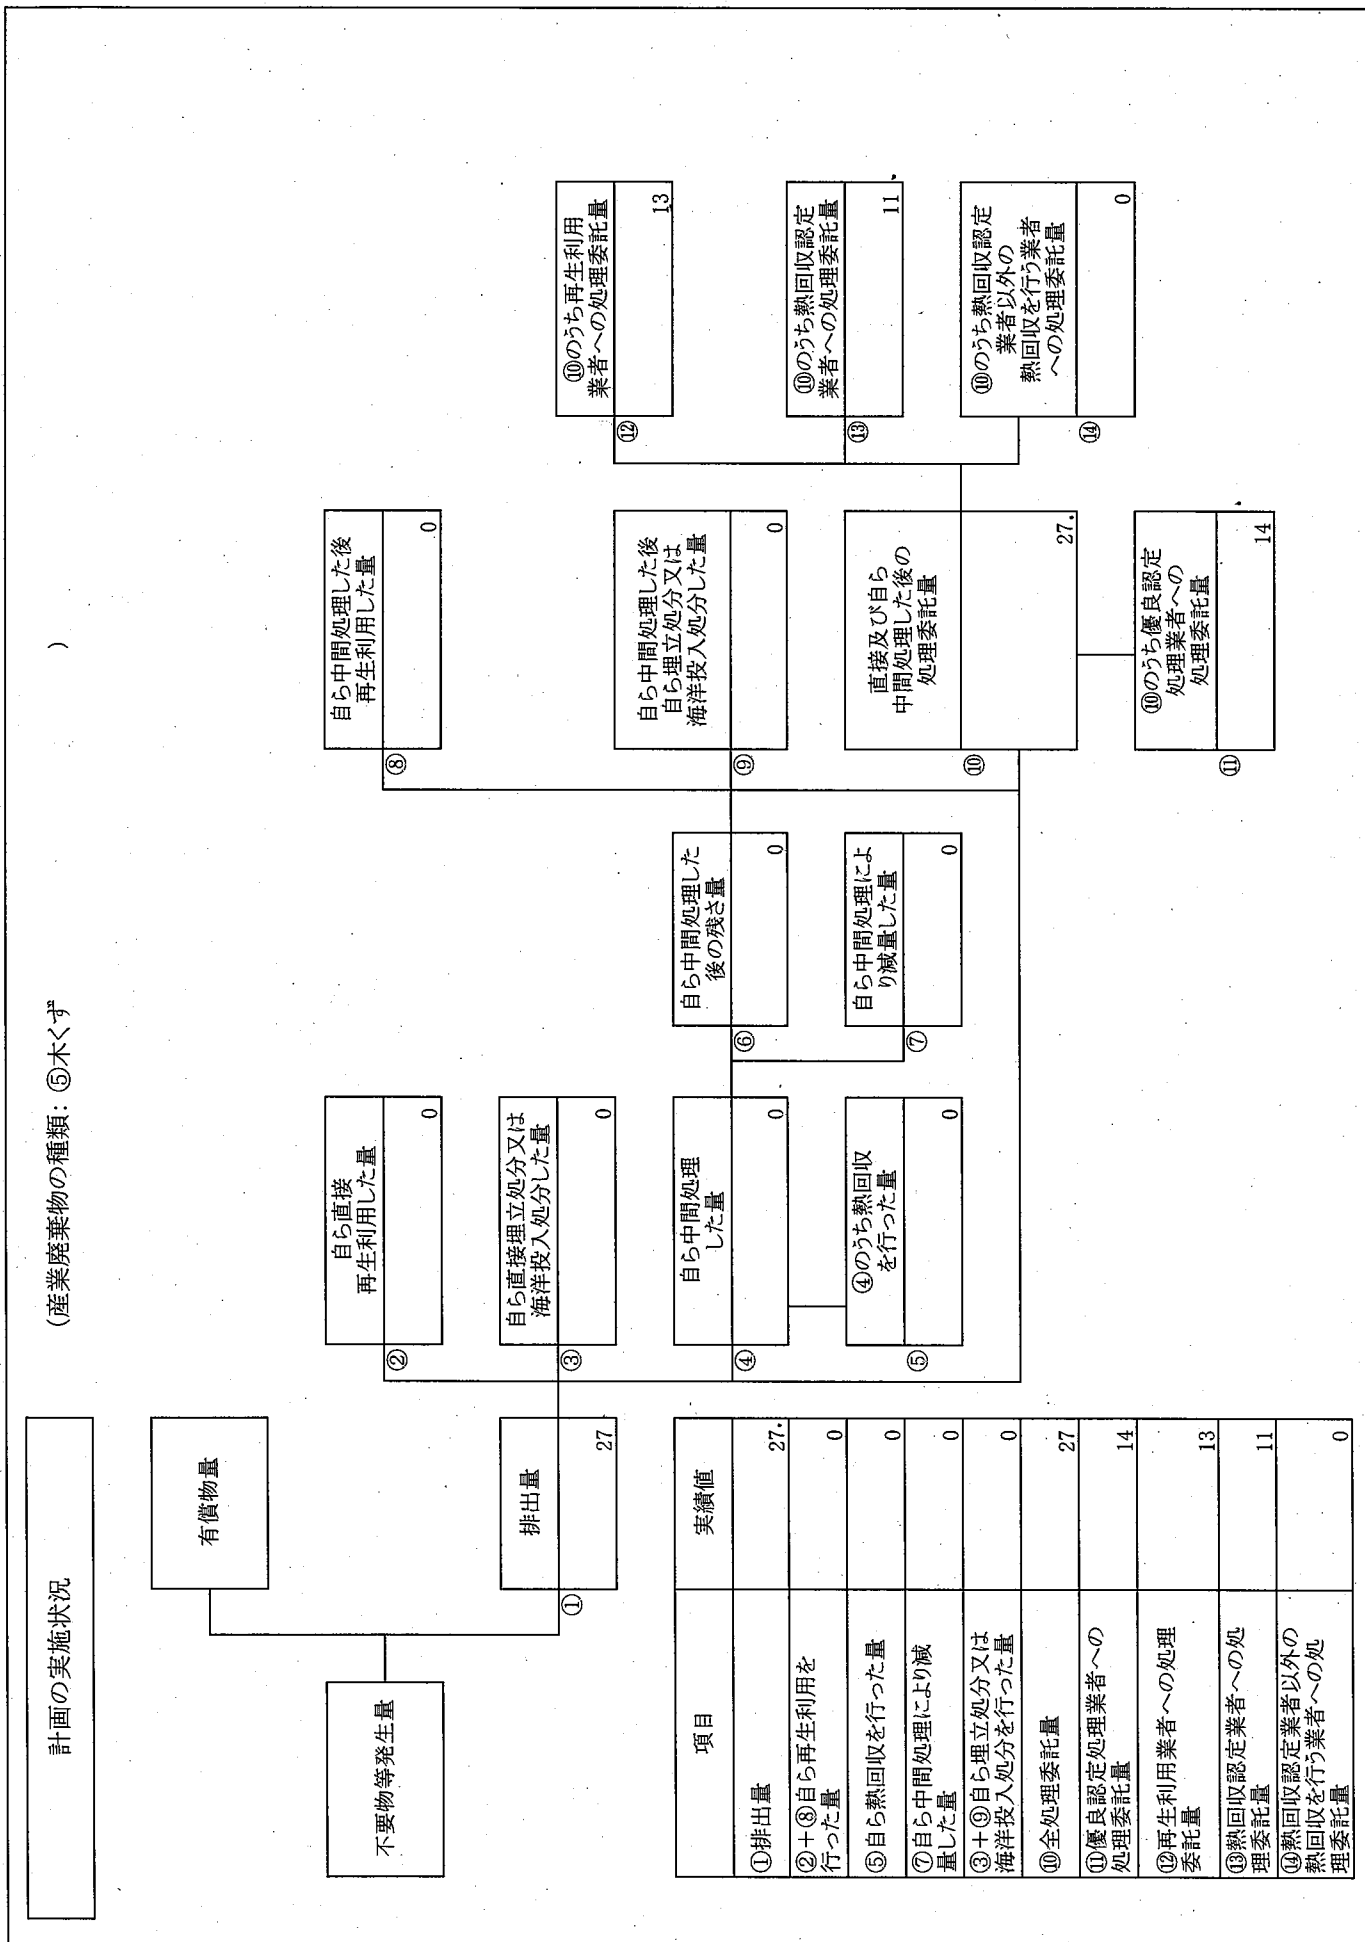 計画の実施状況
(産業廃棄物の種類: ⑤木くず
)
不要物等発生量
有償物量
排出量
①
27
自ら直接
再生利用した量
②
0
自ら直接埋立処分又は
海洋投入処分した量
③
0
自ら中間処理
した量
④
0
④のうち熱回収
を行った量
⑤
0
自ら中間処理した
後の残さ量
⑥
0
自ら中間処理によ
り減量した量
⑦
0
自ら中間処理した後
再生利用した量
⑧
0
自ら中間処理した後
自ら埋立処分又は
海洋投入処分した量
⑨
0
直接及び自ら
中間処理した後の
処理委託量
⑩
27.
⑩のうち優良認定
処理業者への
処理委託量
⑪
14
⑩のうち再生利用
業者への処理委託量
⑫
13
⑩のうち熱回収認定
業者への処理委託量
⑬
11
⑩のうち熱回収認定
業者以外の
熱回収を行う業者
への処理委託量
⑭
0
項目 実績値
①排出量 27.
②+⑧自ら再生利用を
行った量 0
⑤自ら熱回収を行った量 0
⑦自ら中間処理により減
量した量 0
③+⑨自ら埋立処分又は
海洋投入処分を行った量 0
⑩全処理委託量 27
⑪優良認定処理業者への
処理委託量 14
⑫再生利用業者への処理
委託量 13
⑬熱回収認定業者への処
理委託量 11
⑭熱回収認定業者以外の
熱回収を行う業者への処
理委託量 0